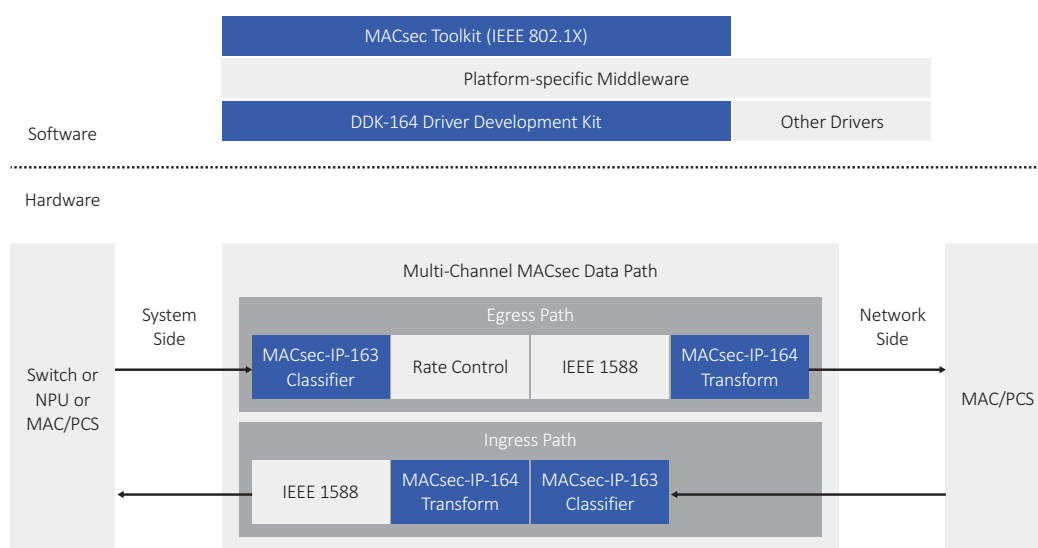 MACsec Toolkit (IEEE 802.1X)
Platform-specific Middleware
DDK-164 Driver Development Kit
Other Drivers
Software
Hardware
Multi-Channel MACsec Data Path
System
Side
Egress Path
Network
Side
MACsec-IP-163
Classifier
Rate Control
IEEE 1588
MACsec-IP-164
Transform
Switch or
NPU or
MAC/PCS
MAC/PCS
Ingress Path
IEEE 1588
MACsec-IP-164
Transform
MACsec-IP-163
Classifier